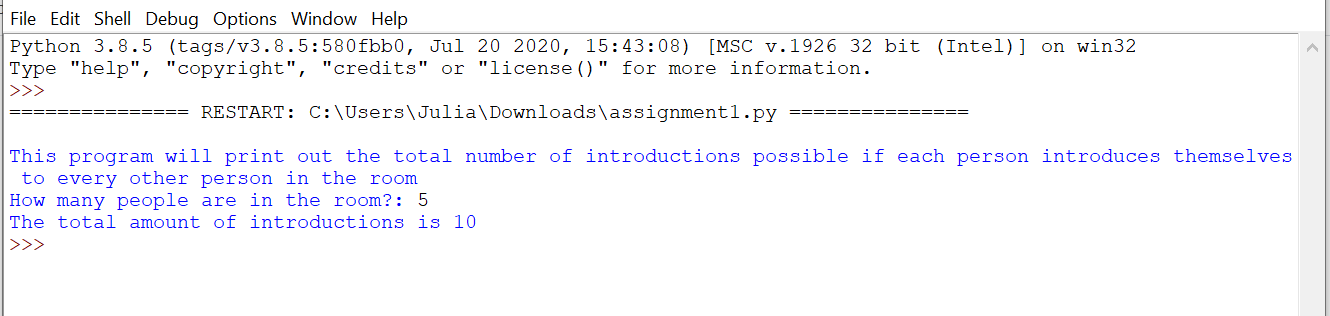 File Edit Shell Debug Options Window Help
Python 3.8.5 (tags/v3.8.5:580fbb0, Jul 20 2020, 15:43:08) [MSC v.1926 32 bit (Intel)] on win32
Type "help", "copyright", "credits" or "license()" for more information.
>>>
=============== RESTART: C:\Users\Julia\Downloads\assignment1.py ===============
This program will print out the total number of introductions possible if each person introduces themselves
to every other person in the room
How many people are in the room?: 5
The total amount of introductions is 10
>>>